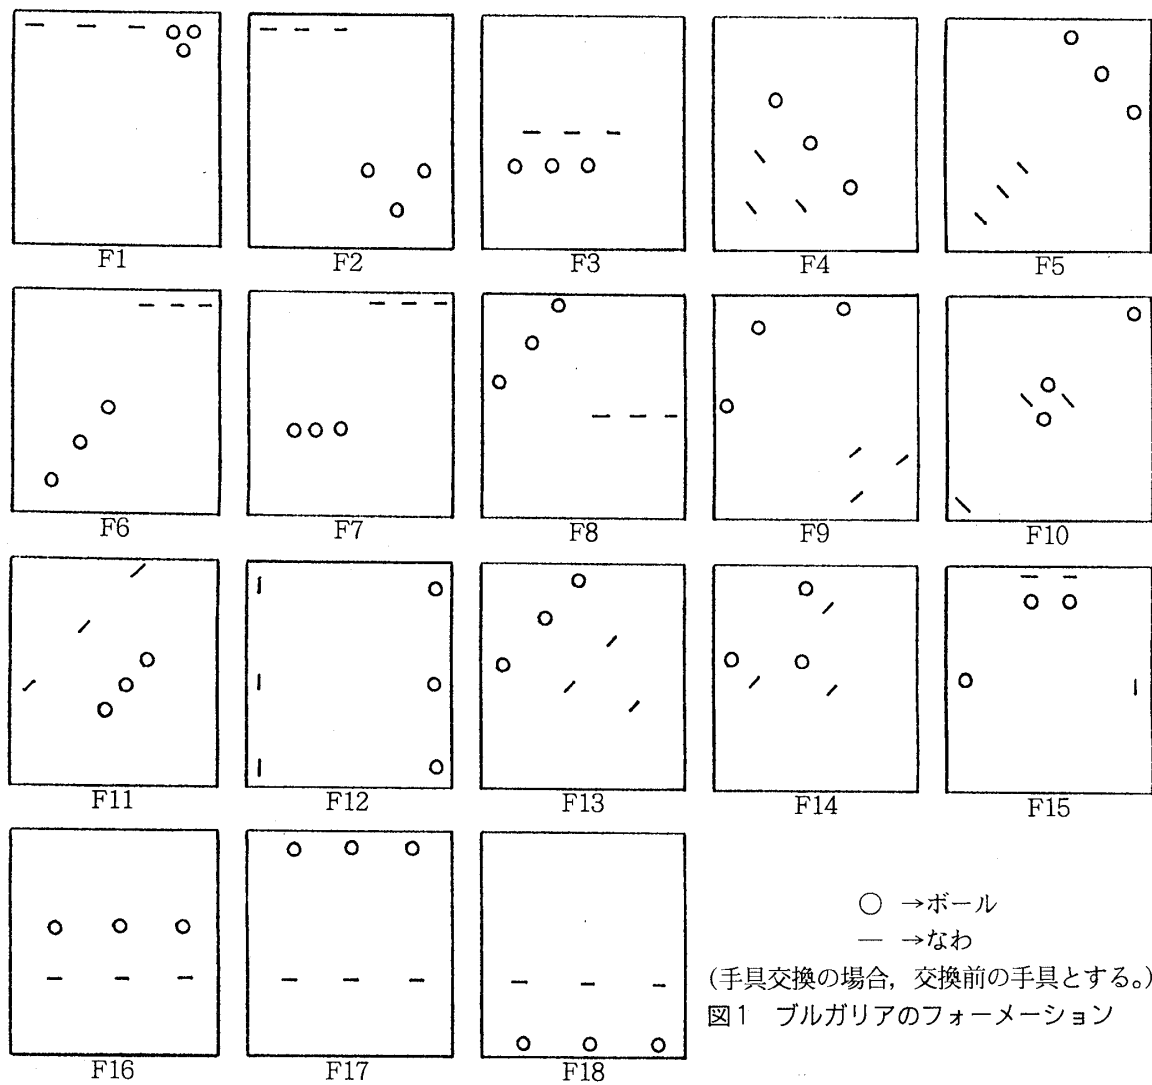 F1 F2 F3 F4 F5
F6 F7 F8 F9 F10
F11 F12 F13 F14 F15
○ →ボール
— →なわ
(手具交換の場合，交換前の手具とする。)
図1 ブルガリアのフォーメーション
F16 F17 F18